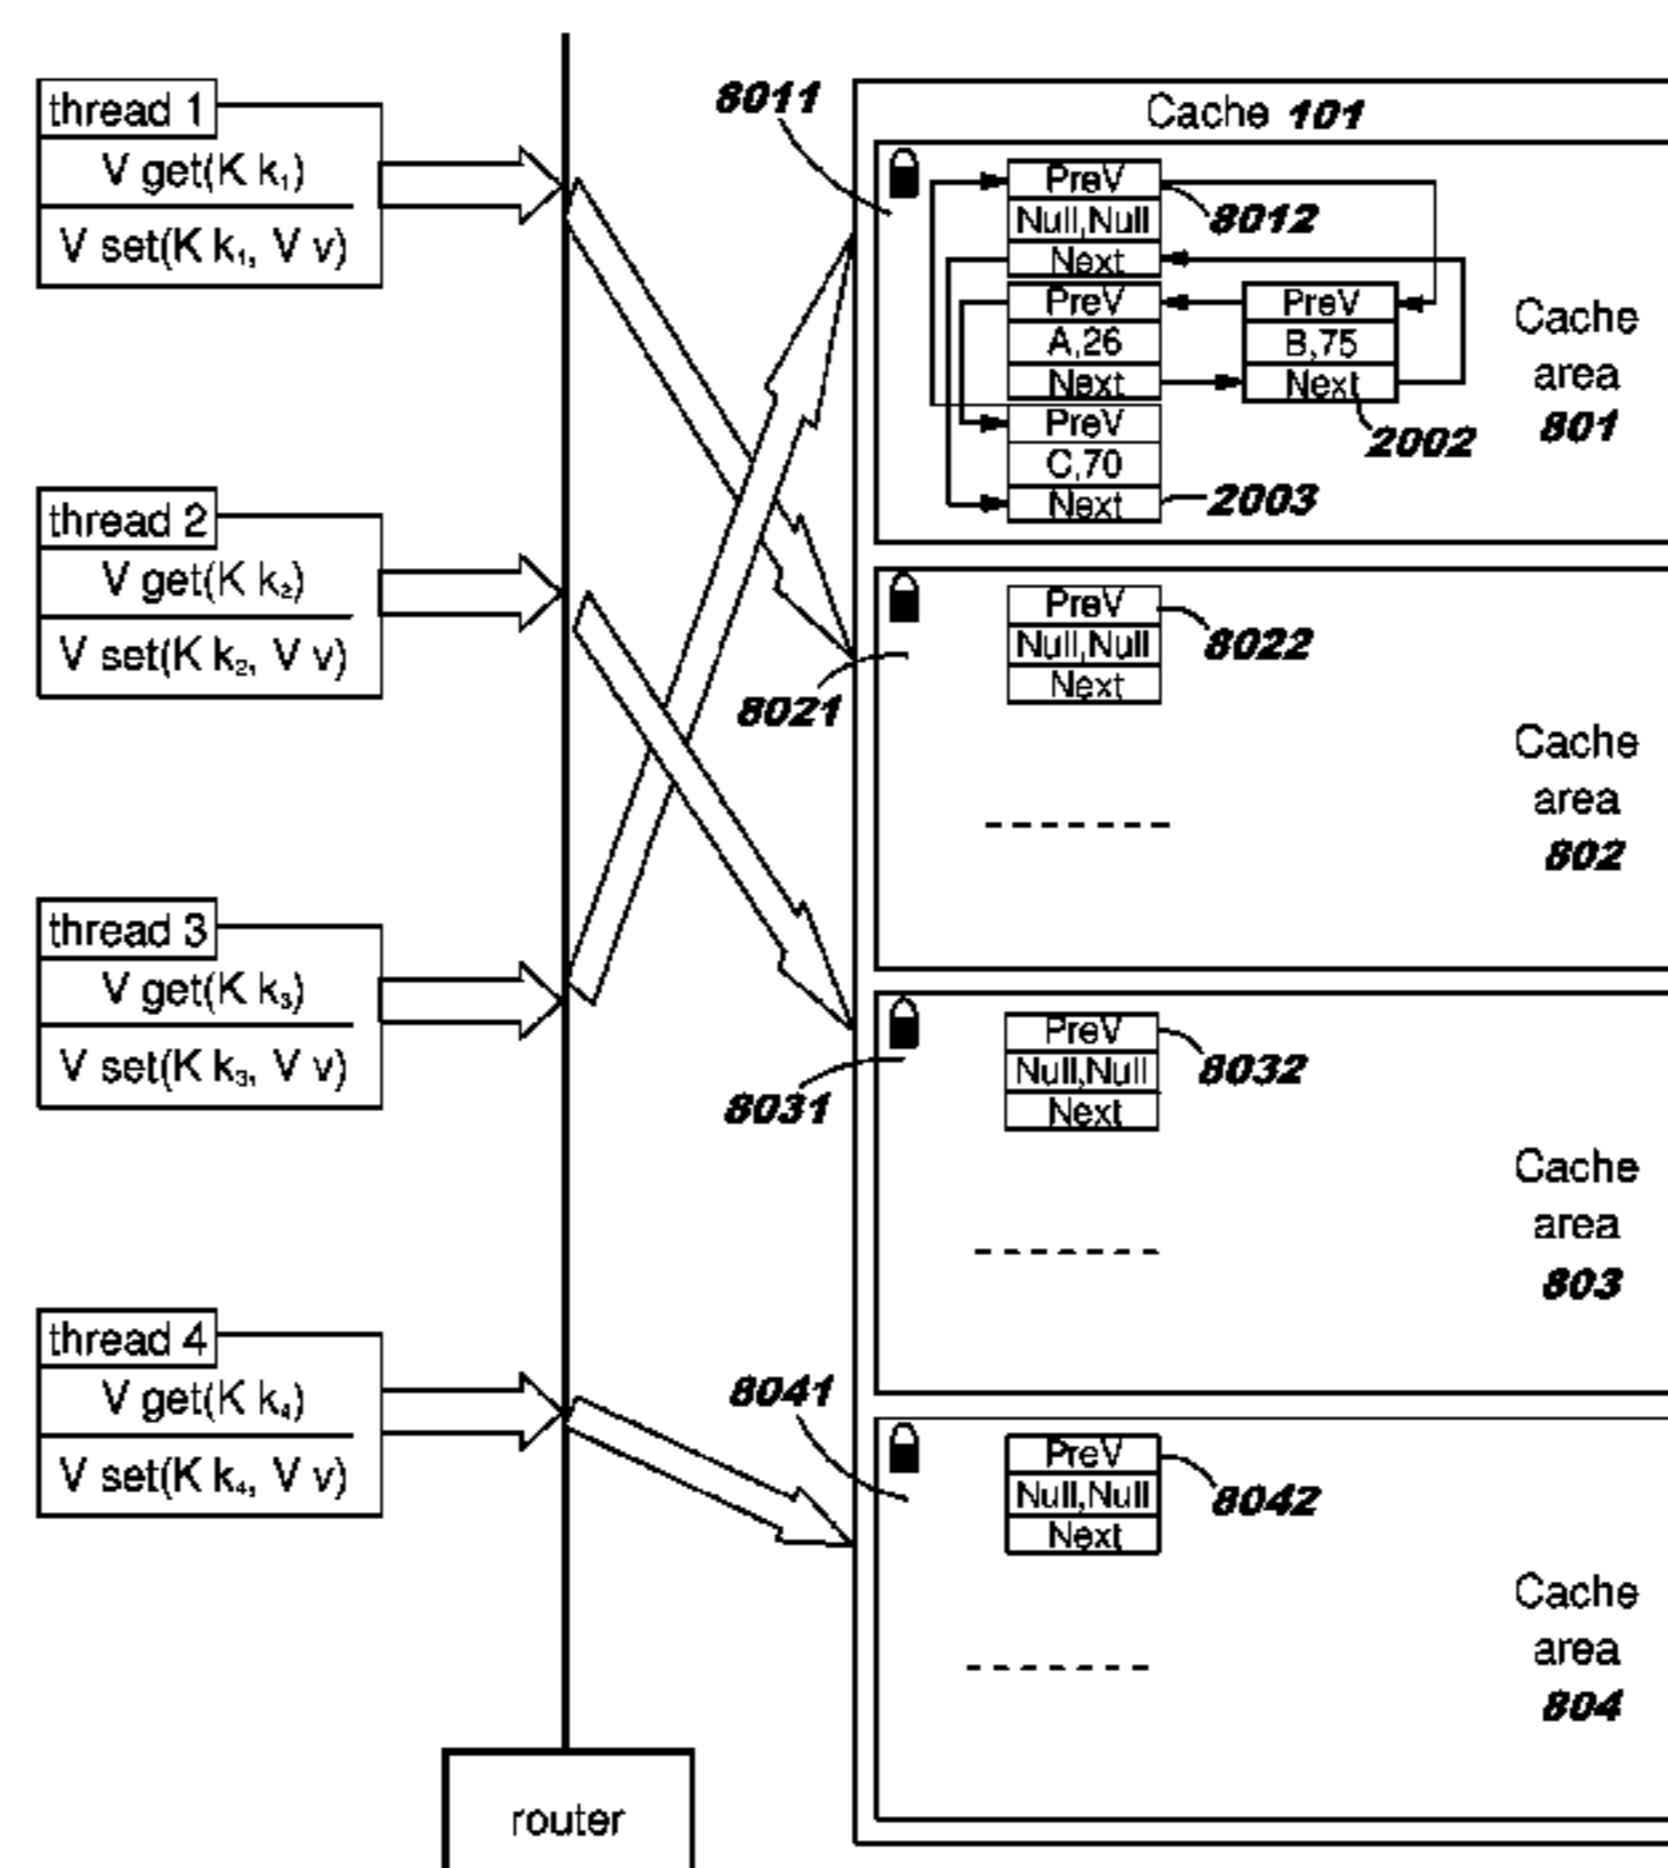 thread 1
V get(K k₁)
V set(K k₁, V v)
thread 2
V get(K k₂)
V set(K k₂, V v)
thread 3
V get(K k₃)
V set(K k₃, V v)
thread 4
V get(K k₄)
V set(K k₄, V v)
router
8011
Cache 101
PreV
Null,Null
Next
8012
PreV
A,26
Next
PreV
B,75
Next
2002
PreV
C,70
Next
2003
Cache
area
801
8021
PreV
Null,Null
Next
8022
Cache
area
802
8031
PreV
Null,Null
Next
8032
Cache
area
803
8041
PreV
Null,Null
Next
8042
Cache
area
804